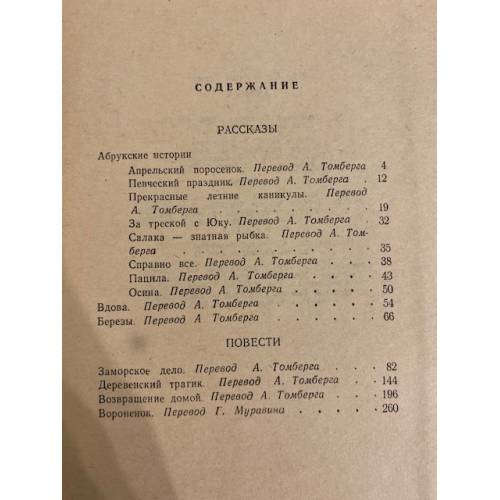 СОДЕРЖАНИЕ
РАССКАЗЫ
Абрукские истории
Апрельский поросенок. Перевод А. Томберга 4
Певческий праздник. Перевод А. Томберга . 12
Прекрасные летние каникулы. Перевод
А. Томберга . . . . . . . . 19
За треской с Юку. Перевод А. Томберга . . 32
Салака — знатная рыбка. Перевод А. Том-
берга . . . . . . . . . . 35
Справно все. Перевод А. Томберга . . . . 38
Пацила. Перевод А. Томберга . . . . . 43
Осина. Перевод А. Томберга . . . . . 50
Вдова. Перевод А. Томберга . . . . . . 54
Березы. Перевод А. Томберга . . . . . . 66
ПОВЕСТИ
Заморское дело. Перевод А. Томберга . . . 82
Деревенский трагик. Перевод А. Томберга . . 144
Возвращение домой. Перевод А. Томберга . . 196
Вороненок. Перевод Г. Муравина . . . . 260